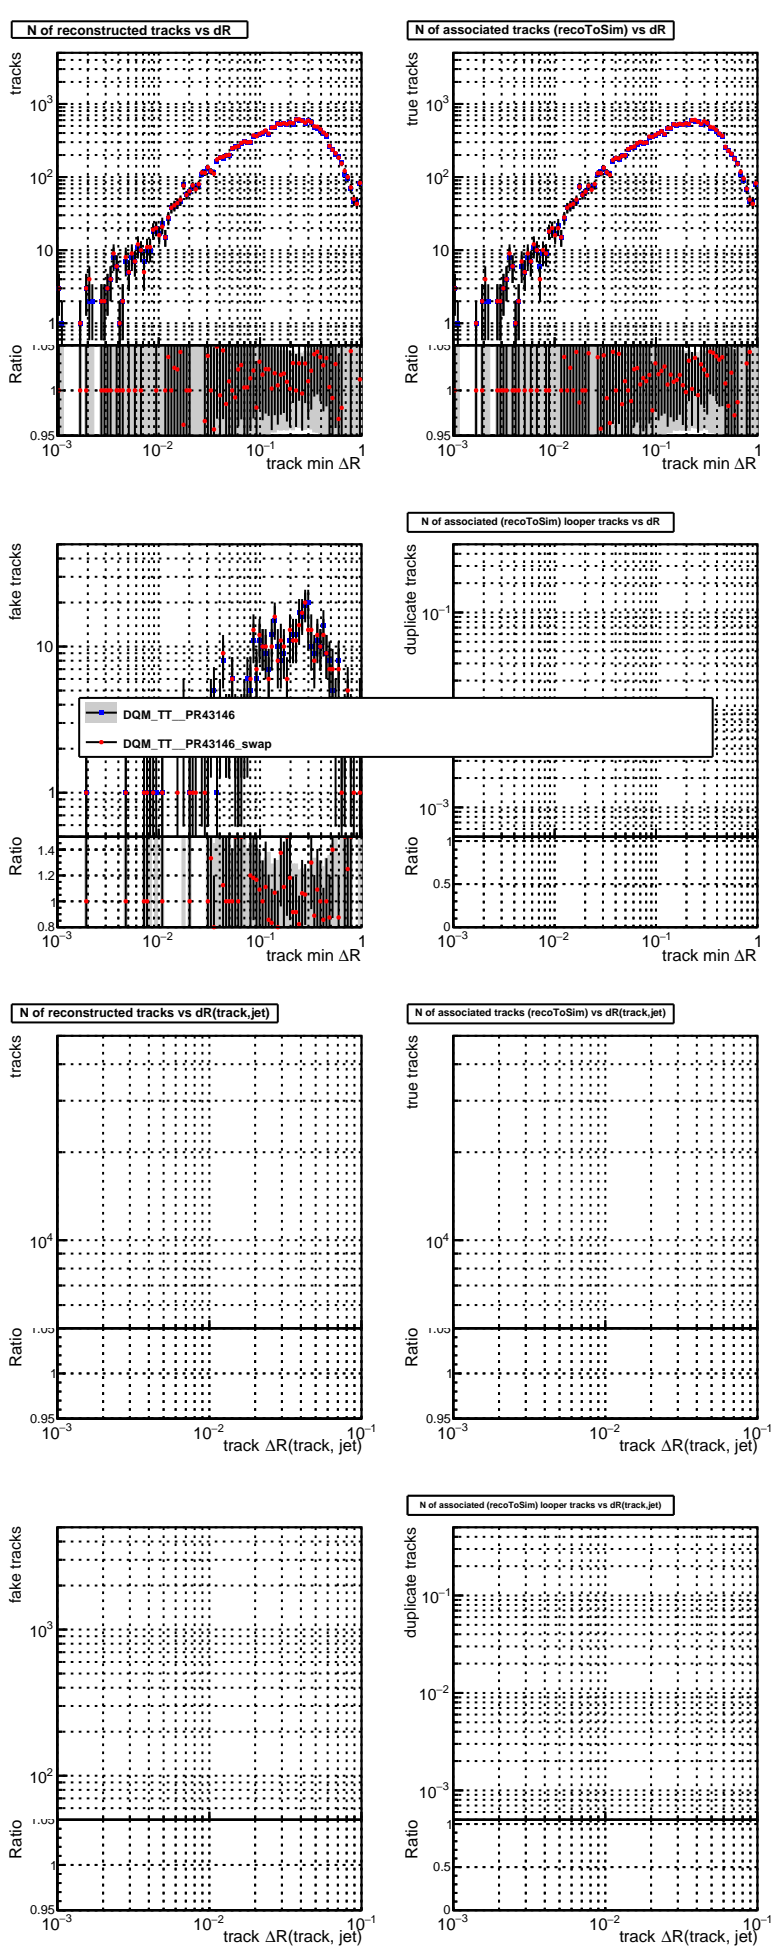 N of reconstructed tracks vs dR
tracks
10³
10²
10
1
Ratio
1.05
1
0.95
10⁻³
10⁻²
10⁻¹
1
track min ΔR
N of associated tracks (recoToSim) vs dR
true tracks
10³
10²
10
1
Ratio
1.05
1
0.95
10⁻³
10⁻²
10⁻¹
1
track min ΔR
fake tracks
10
1
Ratio
1.4
1.2
1
0.8
10⁻³
10⁻²
10⁻¹
1
track min ΔR
N of associated (recoToSim) looper tracks vs dR
duplicate tracks
10⁻¹
10⁻³
Ratio
1
0.5
0
10⁻³
10⁻²
10⁻¹
1
track min ΔR
DQM_TT__PR43146
DQM_TT__PR43146_swap
N of reconstructed tracks vs dR(track,jet)
tracks
10⁴
Ratio
1.05
1
0.95
10⁻³
10⁻²
10⁻¹
track ΔR(track, jet)
N of associated tracks (recoToSim) vs dR(track,jet)
true tracks
10⁴
Ratio
1.05
1
0.95
10⁻³
10⁻²
10⁻¹
track ΔR(track, jet)
fake tracks
10³
10²
Ratio
1.05
1
0.95
10⁻³
10⁻²
10⁻¹
track ΔR(track, jet)
N of associated (recoToSim) looper tracks vs dR(track,jet)
duplicate tracks
10⁻¹
10⁻²
10⁻³
Ratio
1
0.5
0
10⁻³
10⁻²
10⁻¹
track ΔR(track, jet)